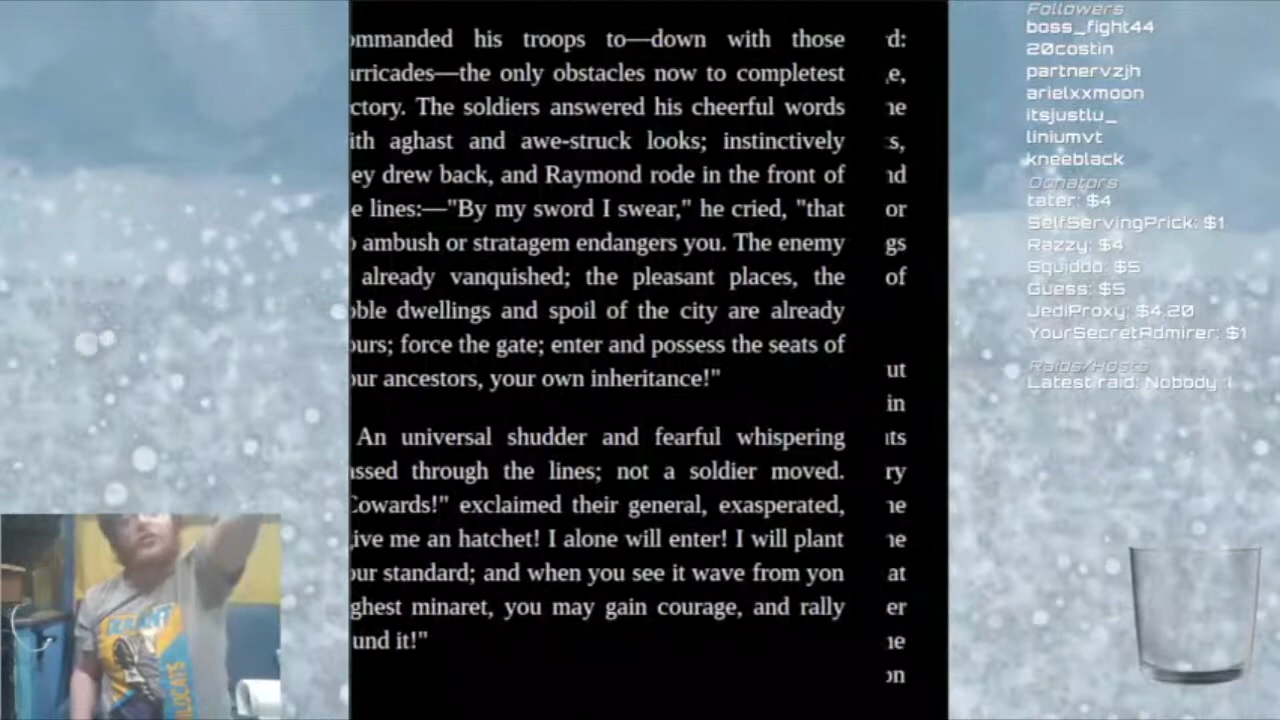 ommanded his troops to—down with those
rricades—the only obstacles now to completest
ctory. The soldiers answered his cheerful words
ith aghast and awe-struck looks; instinctively
ey drew back, and Raymond rode in the front of
e lines:—"By my sword I swear," he cried, "that
ambush or stratagem endangers you. The enemy
already vanquished; the pleasant places, the
ble dwellings and spoil of the city are already
ours; force the gate; enter and possess the seats of
our ancestors, your own inheritance!"
An universal shudder and fearful whispering
assed through the lines; not a soldier moved.
Cowards!" exclaimed their general, exasperated,
ive me an hatchet! I alone will enter! I will plant
our standard; and when you see it wave from yon
ghest minaret, you may gain courage, and rally
und it!"
d:
e,
ne
s,
nd
or
gs
of
ut
in
ts
ry
ne
ne
at
er
ne
on
Followers
boss_fight44
20costin
partnervzjh
arielxxmoon
itsjustlu_
liniumvt
kneeblack
Donators
tater: $4
SelfServingPrick: $1
Razzy: $4
Squidoo: $5
Guess: $5
JediProxy: $4.20
YourSecretAdmirer: $1
Raids/Hosts
Latest raid: Nobody :(